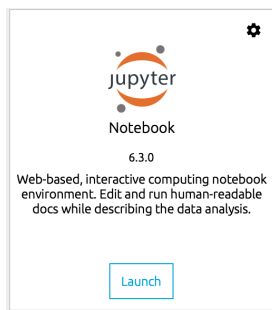 jupyter
Notebook
6.3.0
Web-based, interactive computing notebook
environment. Edit and run human-readable
docs while describing the data analysis.
Launch